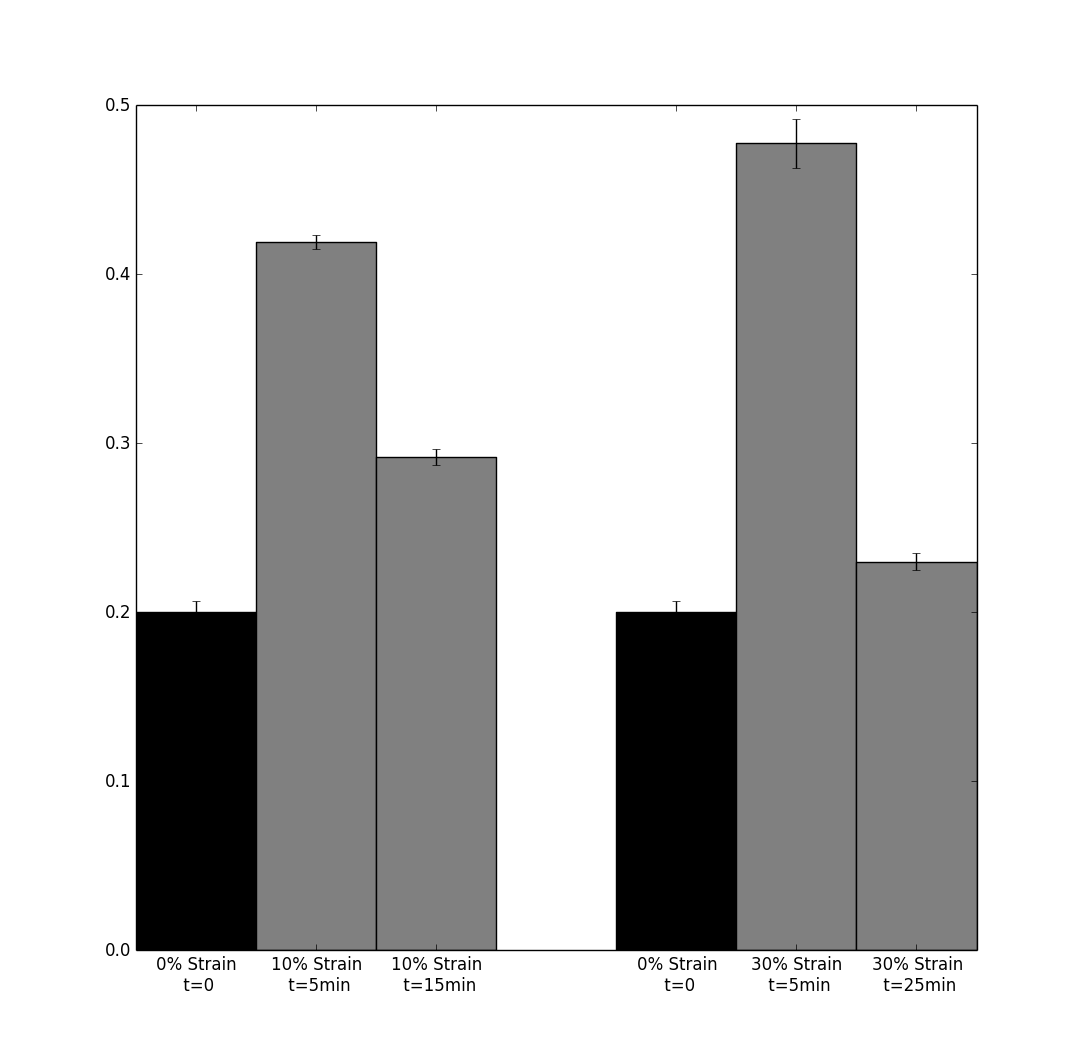 0.5
0.4
0.3
0.2
0.1
0.0
0% Strain
t=0
10% Strain
t=5min
10% Strain
t=15min
0% Strain
t=0
30% Strain
t=5min
30% Strain
t=25min